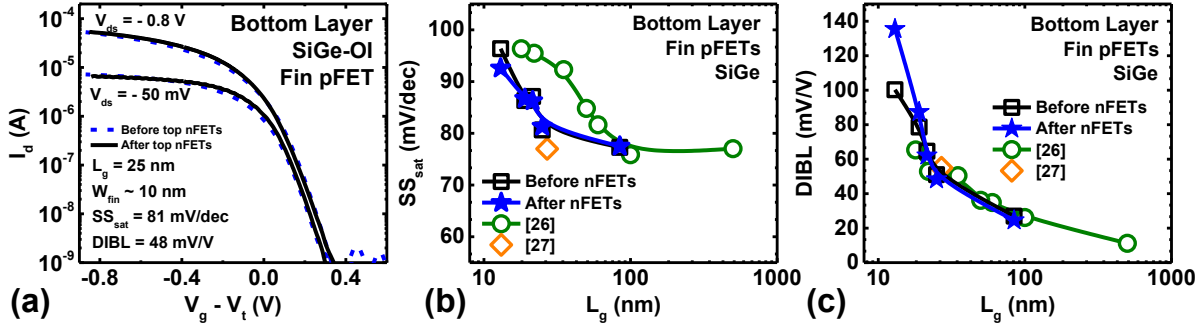 Bottom Layer
SiGe-OI
Fin pFET
V_ds = - 0.8 V
V_ds = - 50 mV
Before top nFETs
After top nFETs
L_g = 25 nm
W_fin ~ 10 nm
SS_sat = 81 mV/dec
DIBL = 48 mV/V
10^-4
10^-5
10^-6
10^-7
10^-8
10^-9
I_d (A)
-0.8 -0.4 0.0 0.4
V_g - V_t (V)
(a)
Bottom Layer
Fin pFETs
SiGe
100
90
80
70
60
SS_sat (mV/dec)
Before nFETs
After nFETs
[26]
[27]
10 100 1000
L_g (nm)
(b)
Bottom Layer
Fin pFETs
SiGe
140
120
100
80
60
40
20
0
DIBL (mV/V)
Before nFETs
After nFETs
[26]
[27]
10 100 1000
L_g (nm)
(c)